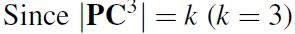 Since |PC³| = k (k = 3)